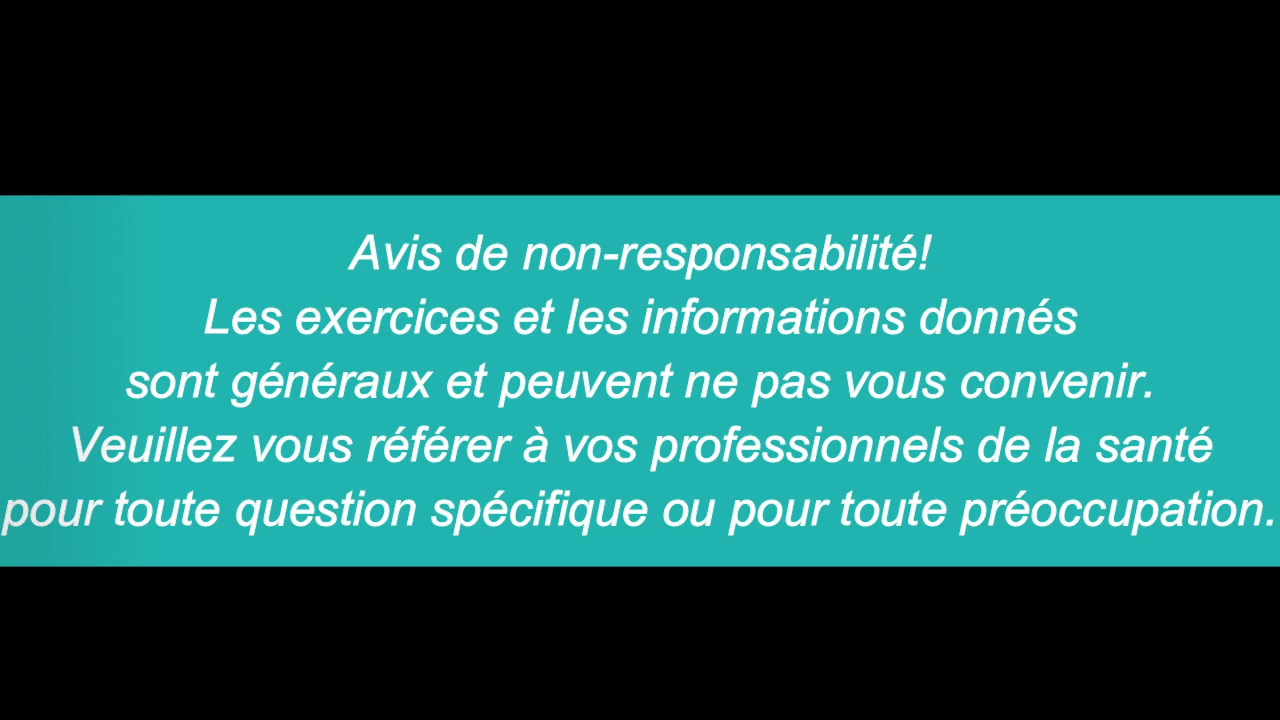 Avis de non-responsabilité!
Les exercices et les informations donnés
sont généraux et peuvent ne pas vous convenir.
Veuillez vous référer à vos professionnels de la santé
pour toute question spécifique ou pour toute préoccupation.